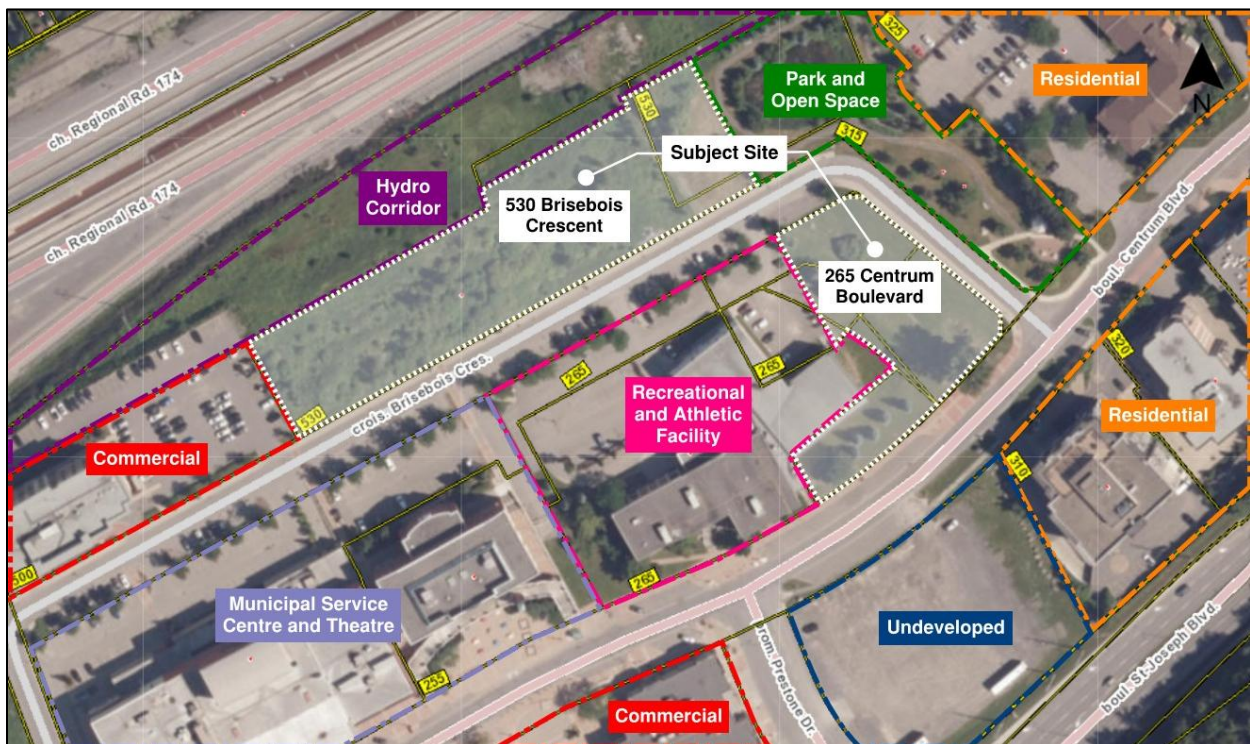 ch. Regional Rd. 174
ch. Regional Rd. 174
325
Residential
N
Park and
Open Space
530
315
Subject Site
Hydro
Corridor
530 Brisebois
Crescent
boul. Centrum Blvd.
265 Centrum
Boulevard
530
crois. Brisebois Cres.
265
265
Recreational
and Athletic
Facility
320
Residential
310
Commercial
500
Municipal Service
Centre and Theatre
265
255
Undeveloped
prom. Prestone Dr.
boul. St-Joseph Blvd.
Commercial